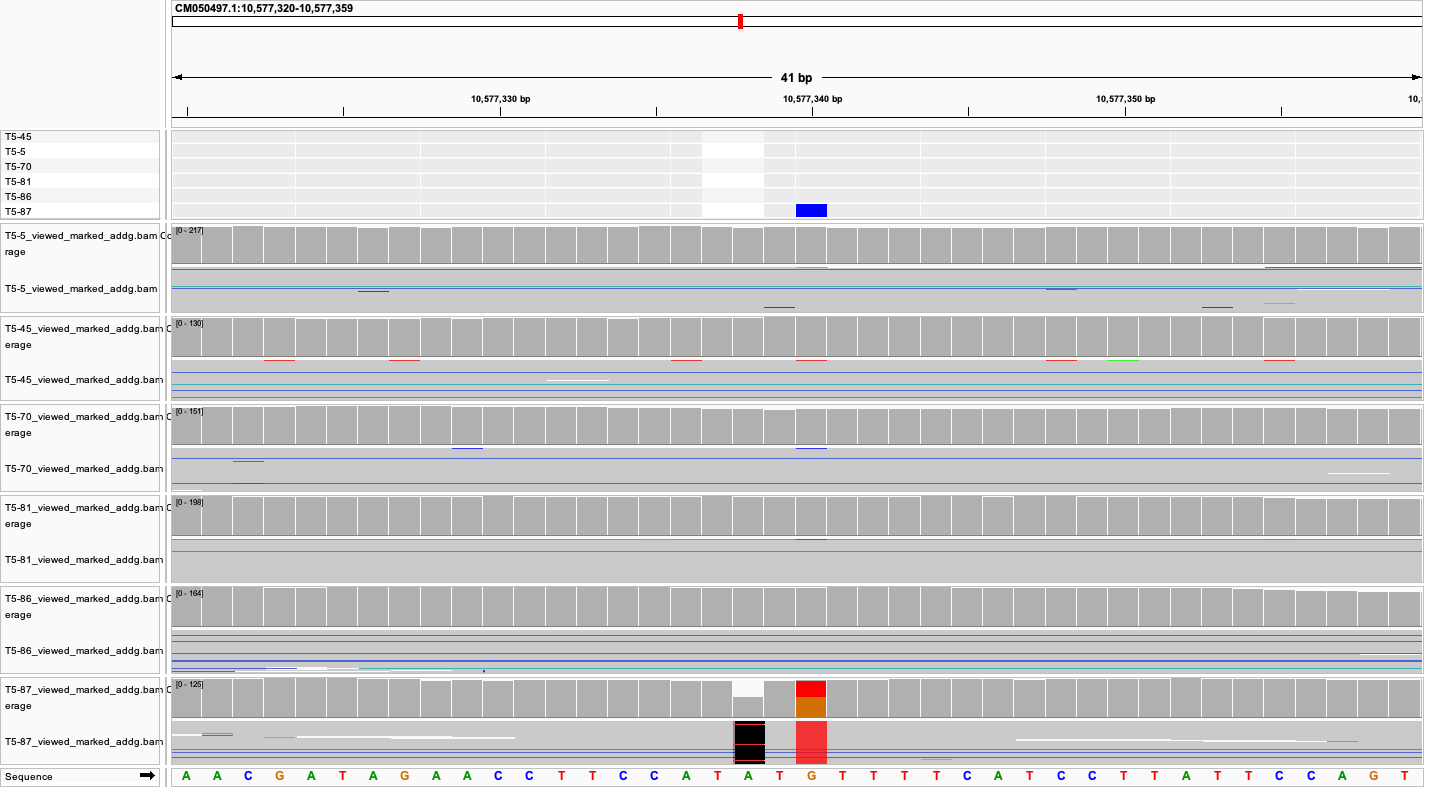 CM050497.1:10,577,320-10,577,359
41 bp
10,577,330 bp 10,577,340 bp 10,577,350 bp 10,
T5-45
T5-5
T5-70
T5-81
T5-86
T5-87
T5-5_viewed_marked_addg.bam Co
rage
[0 - 217]
T5-5_viewed_marked_addg.bam
T5-45_viewed_marked_addg.bam C
erage
[0 - 130]
T5-45_viewed_marked_addg.bam
T5-70_viewed_marked_addg.bam C
erage
[0 - 151]
T5-70_viewed_marked_addg.bam
T5-81_viewed_marked_addg.bam C
erage
[0 - 198]
T5-81_viewed_marked_addg.bam
T5-86_viewed_marked_addg.bam C
erage
[0 - 164]
T5-86_viewed_marked_addg.bam
T5-87_viewed_marked_addg.bam C
erage
[0 - 125]
T5-87_viewed_marked_addg.bam
Sequence A A C G A T A G A A C C T T C C A T A T G T T T T C A T C C T T A T T C C A G T